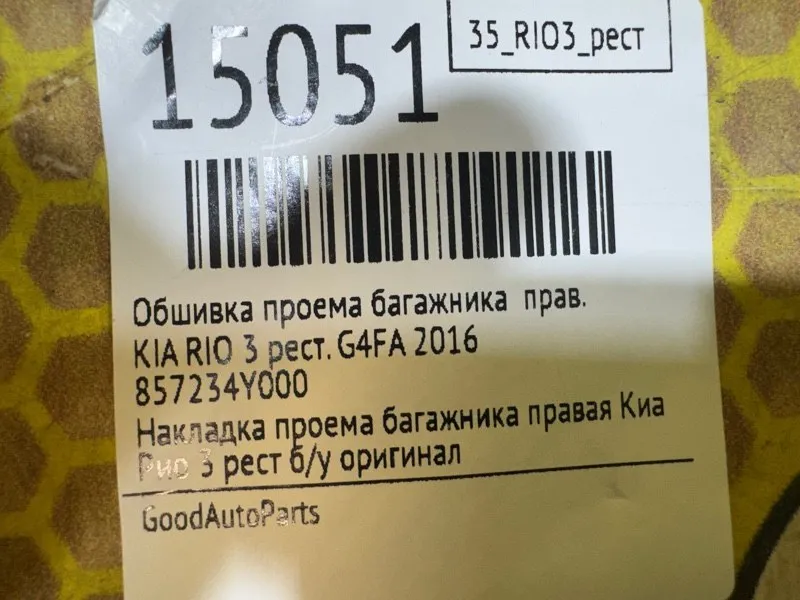 15051
35_RIO3_рест
Обшивка проема багажника прав.
KIA RIO 3 рест. G4FA 2016
857234Y000
Накладка проема багажника правая Киа
Рио 3 рест б/у оригинал
GoodAutoParts